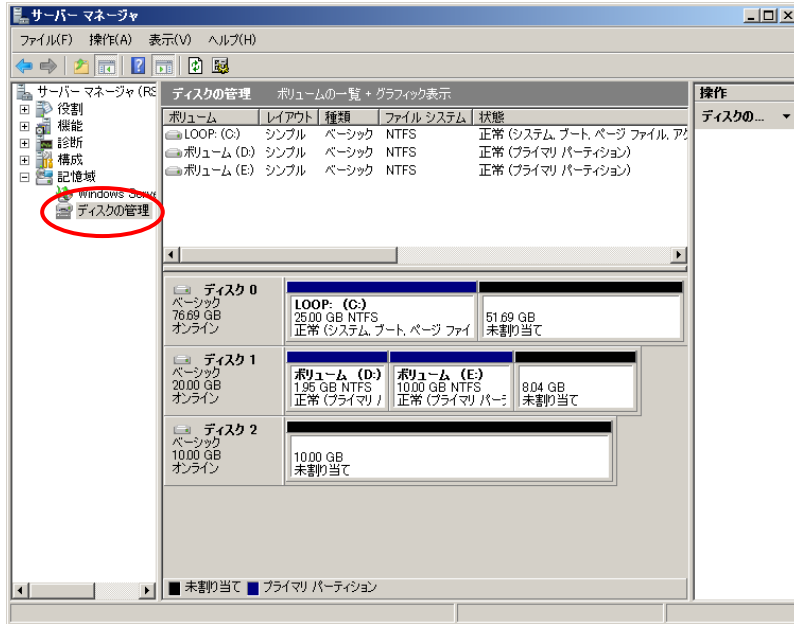 サーバー マネージャ
ファイル(F) 操作(A) 表示(V) ヘルプ(H)
サーバー マネージャ (RS
役割
機能
診断
構成
記憶域
Windows Serve
ディスクの管理
ディスクの管理 ボリュームの一覧 + グラフィック表示
ボリューム レイアウト 種類 ファイル システム 状態
LOOP: (C:) シンプル ベーシック NTFS 正常 (システム, ブート, ページ ファイル, アク
ボリューム (D:) シンプル ベーシック NTFS 正常 (プライマリ パーティション)
ボリューム (E:) シンプル ベーシック NTFS 正常 (プライマリ パーティション)
ディスク 0
ベーシック
76.69 GB
オンライン
LOOP: (C:)
25.00 GB NTFS
正常 (システム, ブート, ページ ファイ
51.69 GB
未割り当て
ディスク 1
ベーシック
20.00 GB
オンライン
ボリューム (D:)
1.95 GB NTFS
正常 (プライマリ
ボリューム (E:)
10.00 GB NTFS
正常 (プライマリ パーテ
8.04 GB
未割り当て
ディスク 2
ベーシック
10.00 GB
オンライン
10.00 GB
未割り当て
未割り当て プライマリ パーティション
操作
ディスクの...